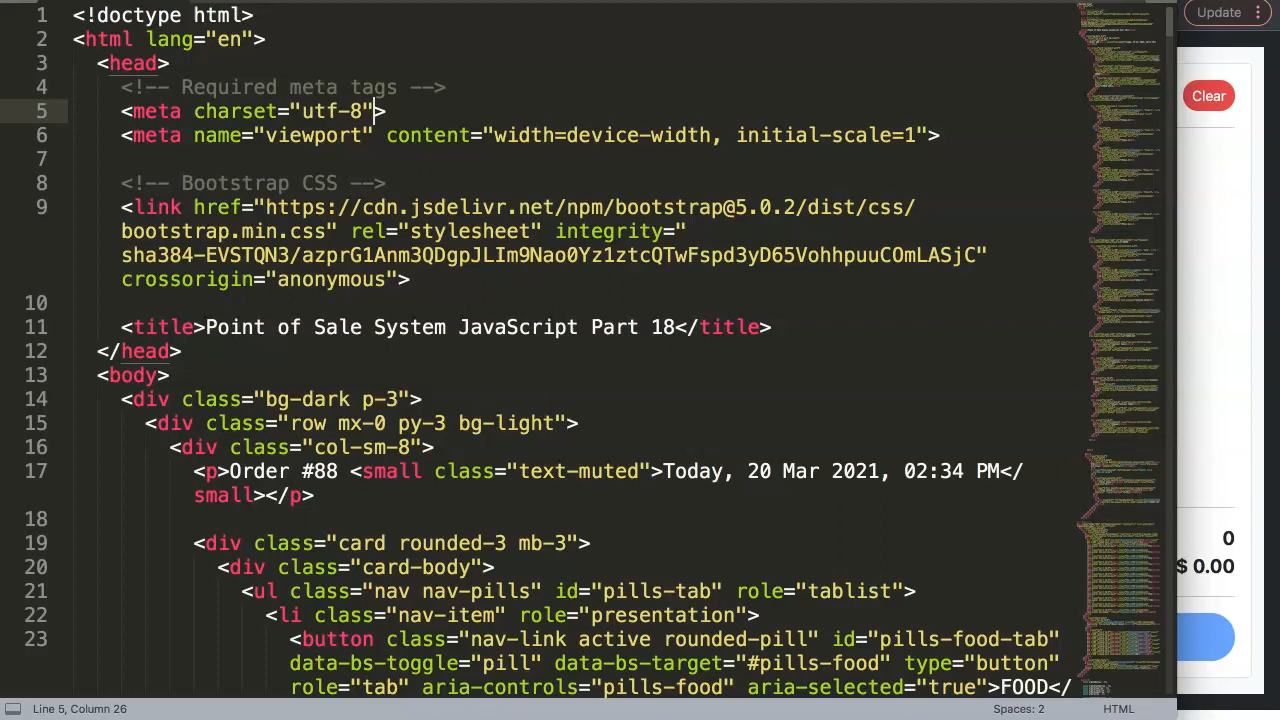 1 <!doctype html>
2 <html lang="en">
3 <head>
4 <!-- Required meta tags -->
5 <meta charset="utf-8">
6 <meta name="viewport" content="width=device-width, initial-scale=1">
7
8 <!-- Bootstrap CSS -->
9 <link href="https://cdn.jsdelivr.net/npm/bootstrap@5.0.2/dist/css/
bootstrap.min.css" rel="stylesheet" integrity="
sha384-EVSTQN3/azprG1Anm3QDgpJLIm9Nao0Yz1ztcQTwFspd3yD65VohhpuuCOmLASjC"
crossorigin="anonymous">
10
11 <title>Point of Sale System JavaScript Part 18</title>
12 </head>
13 <body>
14 <div class="bg-dark p-3">
15 <div class="row mx-0 py-3 bg-light">
16 <div class="col-sm-8">
17 <p>Order #88 <small class="text-muted">Today, 20 Mar 2021, 02:34 PM</
small></p>
18
19 <div class="card rounded-3 mb-3">
20 <div class="card-body">
21 <ul class="nav nav-pills" id="pills-tab" role="tablist">
22 <li class="nav-item" role="presentation">
23 <button class="nav-link active rounded-pill" id="pills-food-tab"
data-bs-toggle="pill" data-bs-target="#pills-food" type="button"
role="tab" aria-controls="pills-food" aria-selected="true">FOOD</
Line 5, Column 26
Spaces: 2
HTML
Update
Clear
0
$ 0.00